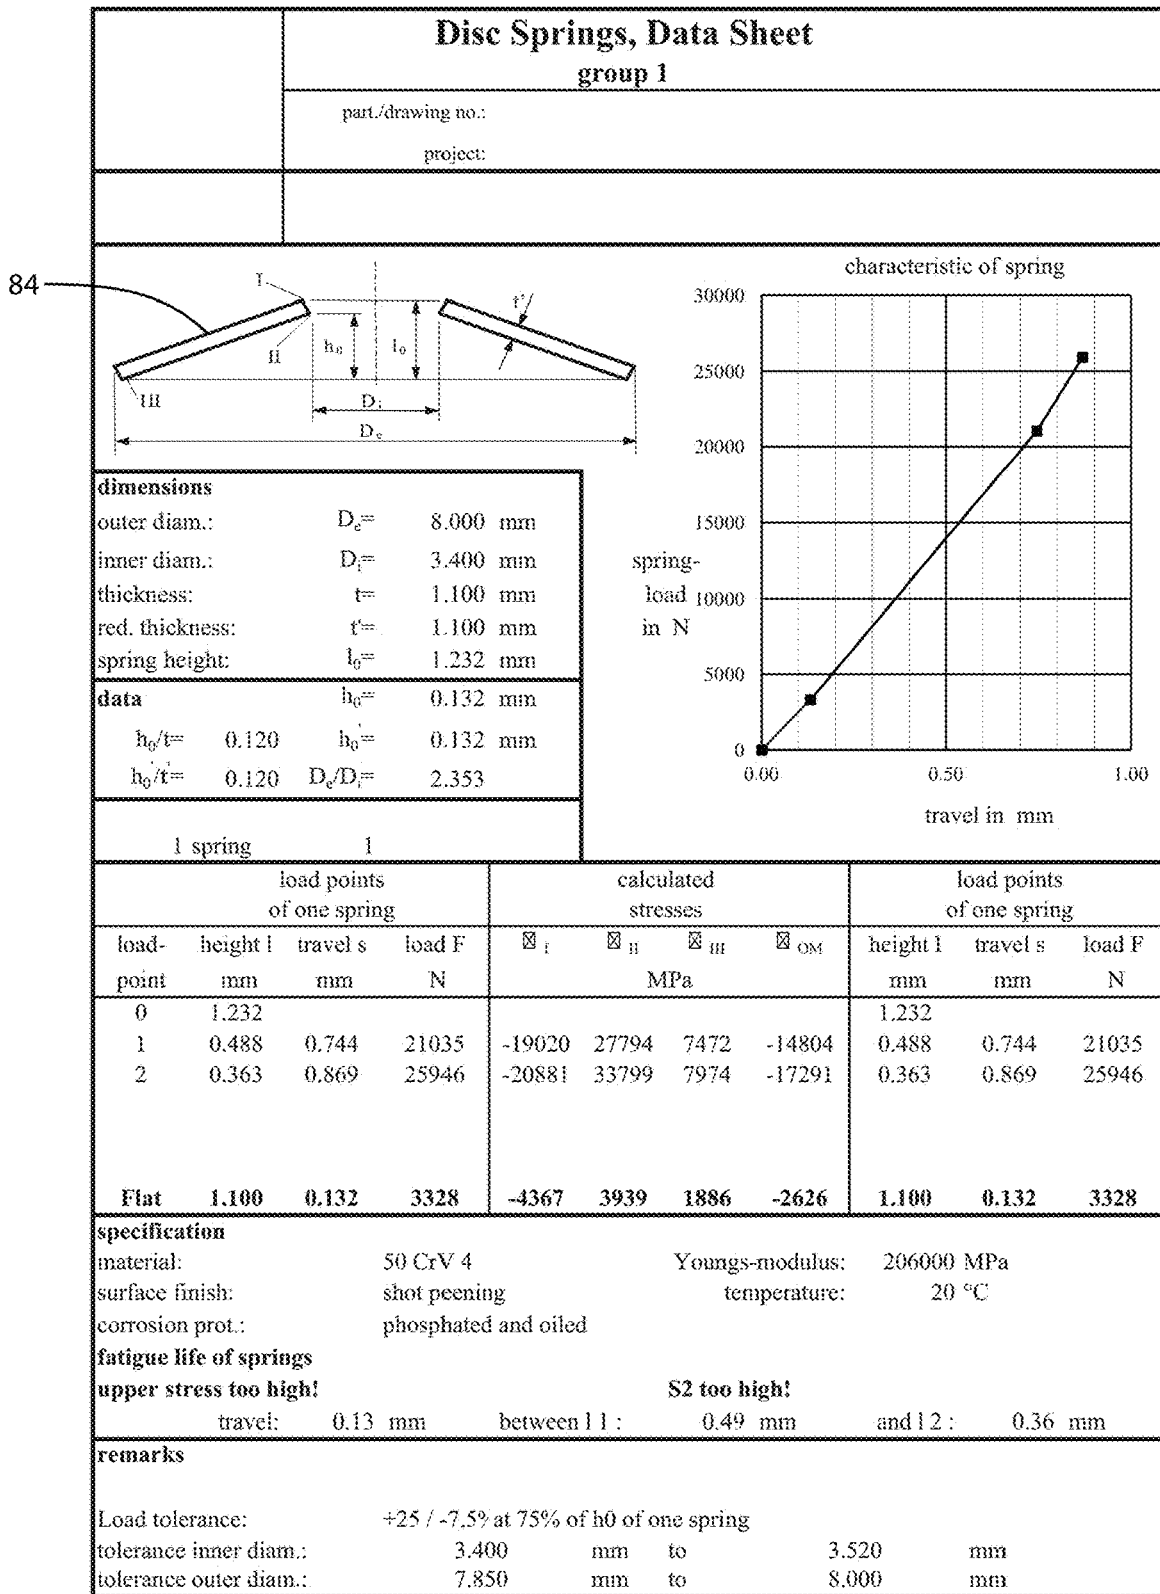 Disc Springs, Data Sheet
group 1
part./drawing no.:
project:
84
I
II
III
h₀
l₀
t'
Dᵢ
Dₑ
characteristic of spring
30000
25000
20000
15000
10000
5000
0
spring-
load
in N
0.00 0.50 1.00
travel in mm
dimensions
outer diam.: Dₑ= 8.000 mm
inner diam.: Dᵢ= 3.400 mm
thickness: t= 1.100 mm
red. thickness: t'= 1.100 mm
spring height: l₀= 1.232 mm
data h₀= 0.132 mm
h₀/t= 0.120 h₀'= 0.132 mm
h₀'/t'= 0.120 Dₑ/Dᵢ= 2.353
1 spring 1
load points calculated load points
of one spring stresses of one spring
load- height l travel s load F ☒ I ☒ II ☒ III ☒ OM height l travel s load F
point mm mm N MPa mm mm N
0 1.232 1.232
1 0.488 0.744 21035 -19020 27794 7472 -14804 0.488 0.744 21035
2 0.363 0.869 25946 -20881 33799 7974 -17291 0.363 0.869 25946
Flat 1.100 0.132 3328 -4367 3939 1886 -2626 1.100 0.132 3328
specification
material: 50 CrV 4 Youngs-modulus: 206000 MPa
surface finish: shot peening temperature: 20 °C
corrosion prot.: phosphated and oiled
fatigue life of springs
upper stress too high! S2 too high!
travel: 0.13 mm between l 1 : 0.49 mm and l 2 : 0.36 mm
remarks
Load tolerance: +25 / -7,5% at 75% of h0 of one spring
tolerance inner diam.: 3.400 mm to 3.520 mm
tolerance outer diam.: 7.850 mm to 8.000 mm